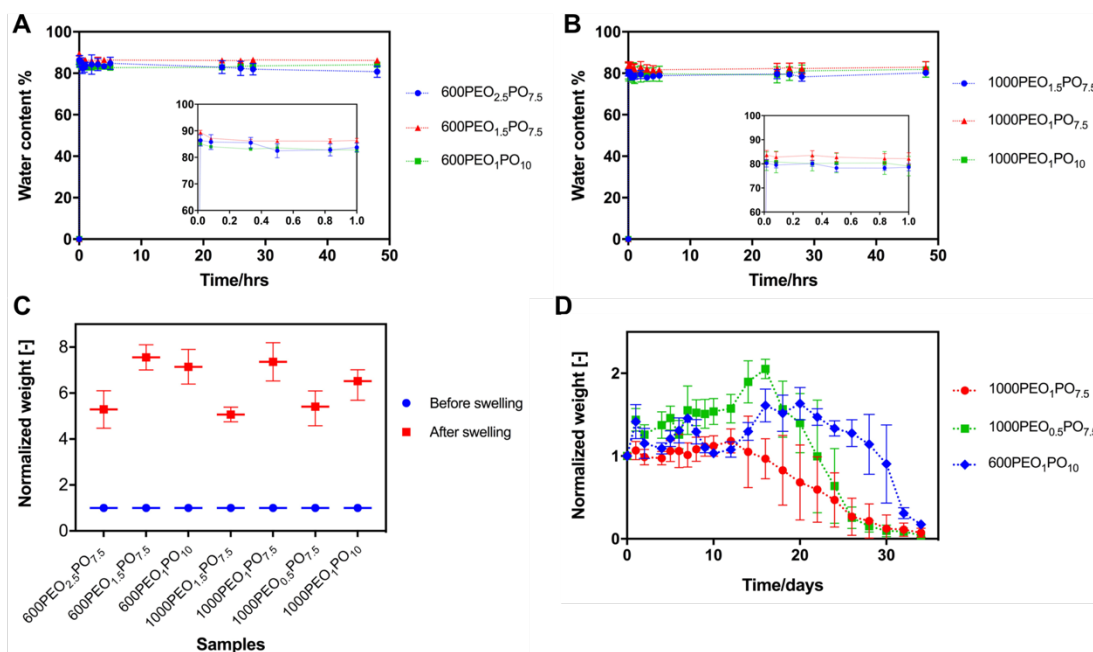 A
Water content %
100
80
60
40
20
0
100
90
80
70
60
0.0 0.2 0.4 0.6 0.8 1.0
0 10 20 30 40 50
Time/hrs
600PEO₂.₅PO₇.₅
600PEO₁.₅PO₇.₅
600PEO₁PO₁₀
B
Water content %
100
80
60
40
20
0
100
90
80
70
60
0.0 0.2 0.4 0.6 0.8 1.0
0 10 20 30 40 50
Time/hrs
1000PEO₁.₅PO₇.₅
1000PEO₁PO₇.₅
1000PEO₁PO₁₀
C
Normalized weight [-]
8
6
4
2
0
600PEO₂.₅PO₇.₅
600PEO₁.₅PO₇.₅
600PEO₁PO₁₀
1000PEO₁.₅PO₇.₅
1000PEO₁PO₇.₅
1000PEO₀.₅PO₇.₅
1000PEO₁PO₁₀
Samples
Before swelling
After swelling
D
Normalized weight [-]
2
1
0
0 10 20 30
Time/days
1000PEO₁PO₇.₅
1000PEO₀.₅PO₇.₅
600PEO₁PO₁₀